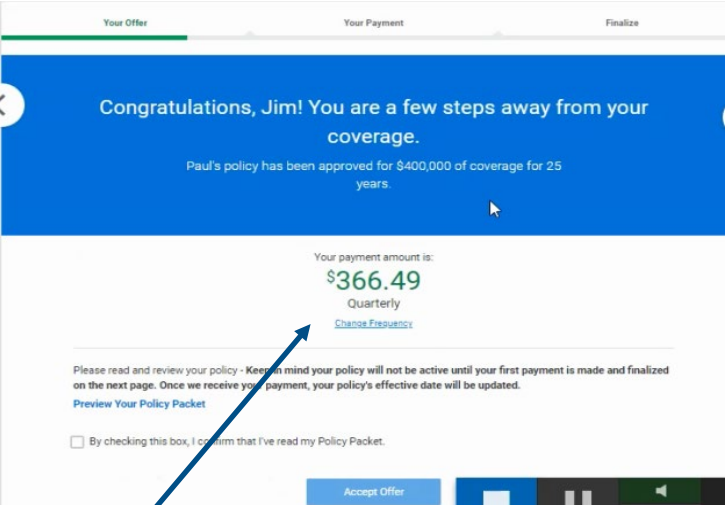 Your Offer
Your Payment
Finalize
Congratulations, Jim! You are a few steps away from your
coverage.
Paul's policy has been approved for $400,000 of coverage for 25
years.
Your payment amount is:
$366.49
Quarterly
Change Frequency
Please read and review your policy - Keep in mind your policy will not be active until your first payment is made and finalized
on the next page. Once we receive your payment, your policy's effective date will be updated.
Preview Your Policy Packet
By checking this box, I confirm that I've read my Policy Packet.
Accept Offer